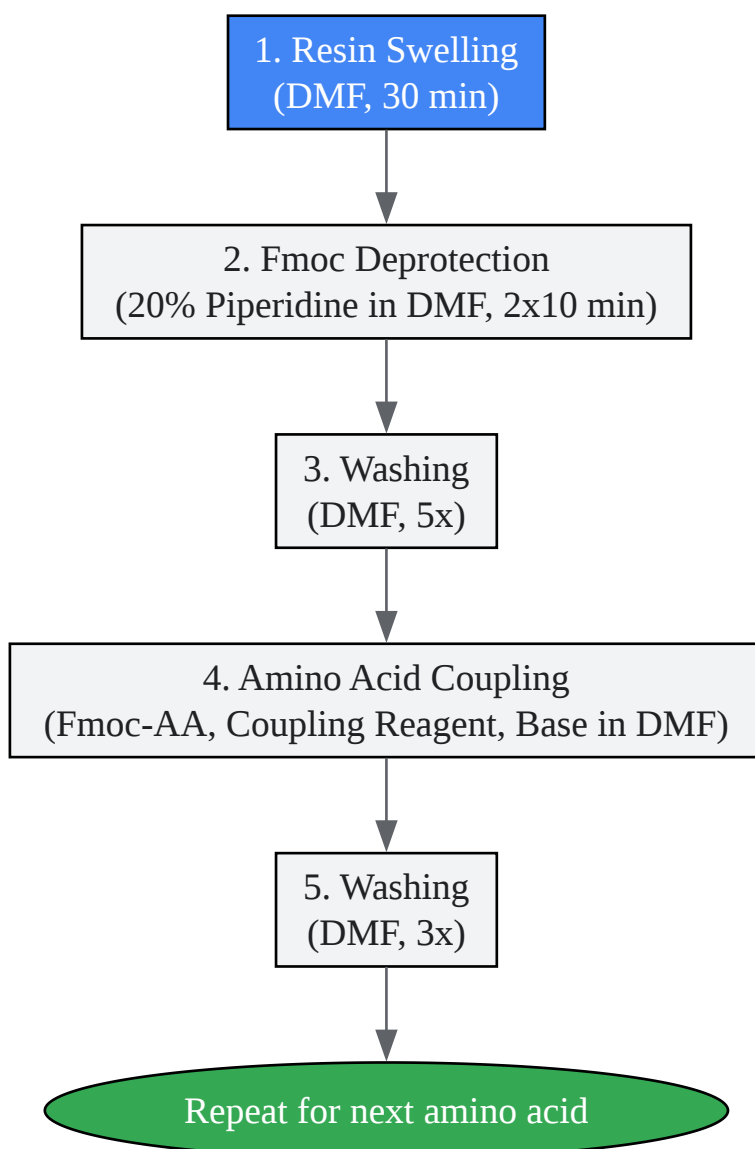 1. Resin Swelling
(DMF, 30 min)
2. Fmoc Deprotection
(20% Piperidine in DMF, 2x10 min)
3. Washing
(DMF, 5x)
4. Amino Acid Coupling
(Fmoc-AA, Coupling Reagent, Base in DMF)
5. Washing
(DMF, 3x)
Repeat for next amino acid